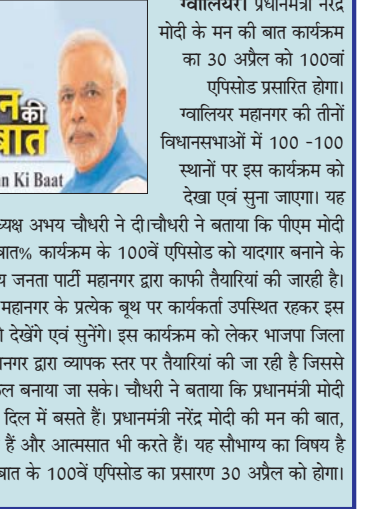 ग्वालियर। प्रधानमंत्री नरेंद्र
मोदी के मन की बात कार्यक्रम
का 30 अप्रैल को 100वां
एपिसोड प्रसारित होगा।
ग्वालियर महानगर की तीनों
विधानसभाओं में 100 -100
स्थानों पर इस कार्यक्रम को
देखा एवं सुना जाएगा। यह
न की
बात
n Ki Baat
अभय चौधरी ने दी।चौधरी ने बताया कि पीएम मोदी
बात% कार्यक्रम के 100वें एपिसोड को यादगार बनाने के
जनता पार्टी महानगर द्वारा काफी तैयारियां की जारही है।
महानगर के प्रत्येक बूथ पर कार्यकर्ता उपस्थित रहकर इस
देखेंगे एवं सुनेंगे। इस कार्यक्रम को लेकर भाजपा जिला
द्वारा व्यापक स्तर पर तैयारियां की जा रही है जिससे
बनाया जा सके। चौधरी ने बताया कि प्रधानमंत्री मोदी
दिल में बसते हैं। प्रधानमंत्री नरेंद्र मोदी की मन की बात,
हैं और आत्मसात भी करते हैं। यह सौभाग्य का विषय है
बात के 100वें एपिसोड का प्रसारण 30 अप्रैल को होगा।